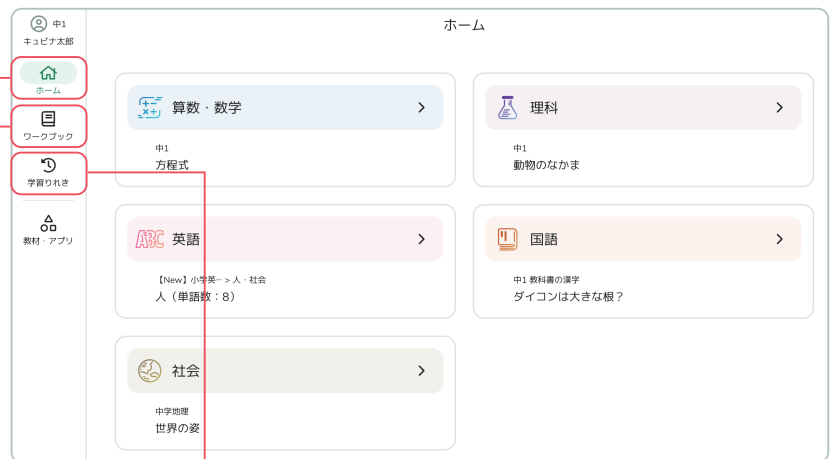 中1
キュビナ太郎
ホーム
ワークブック
学習りれき
教材・アプリ
ホーム
算数・数学
中1
方程式
理科
中1
動物のなかま
ABC 英語
【New】小学英ー > 人・社会
人（単語数：8）
国語
中1 教科書の漢字
ダイコンは大きな根？
社会
中学地理
世界の姿